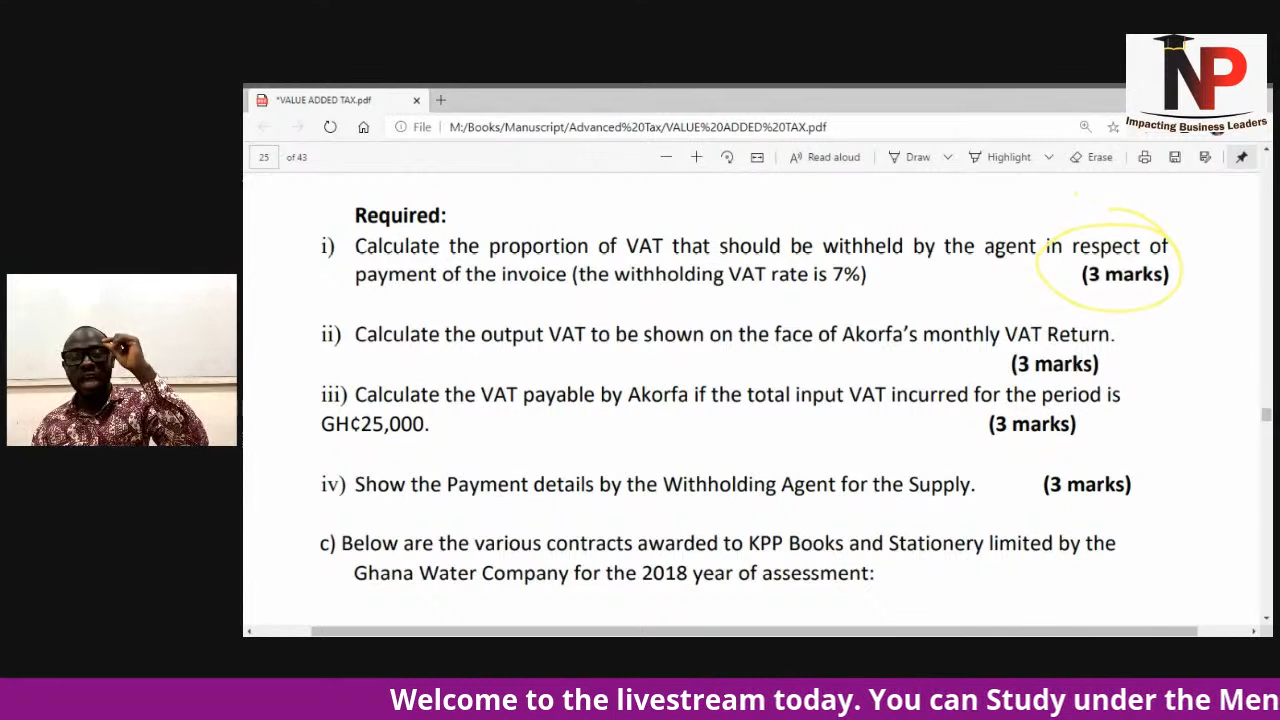 NP
Impacting Business Leaders
*VALUE ADDED TAX.pdf
File M:/Books/Manuscript/Advanced%20Tax/VALUE%20ADDED%20TAX.pdf
25 of 43 Read aloud Draw Highlight Erase
Required:
i) Calculate the proportion of VAT that should be withheld by the agent in respect of
payment of the invoice (the withholding VAT rate is 7%) (3 marks)
ii) Calculate the output VAT to be shown on the face of Akorfa’s monthly VAT Return.
(3 marks)
iii) Calculate the VAT payable by Akorfa if the total input VAT incurred for the period is
GH¢25,000. (3 marks)
iv) Show the Payment details by the Withholding Agent for the Supply. (3 marks)
c) Below are the various contracts awarded to KPP Books and Stationery limited by the
Ghana Water Company for the 2018 year of assessment:
Welcome to the livestream today. You can Study under the Men